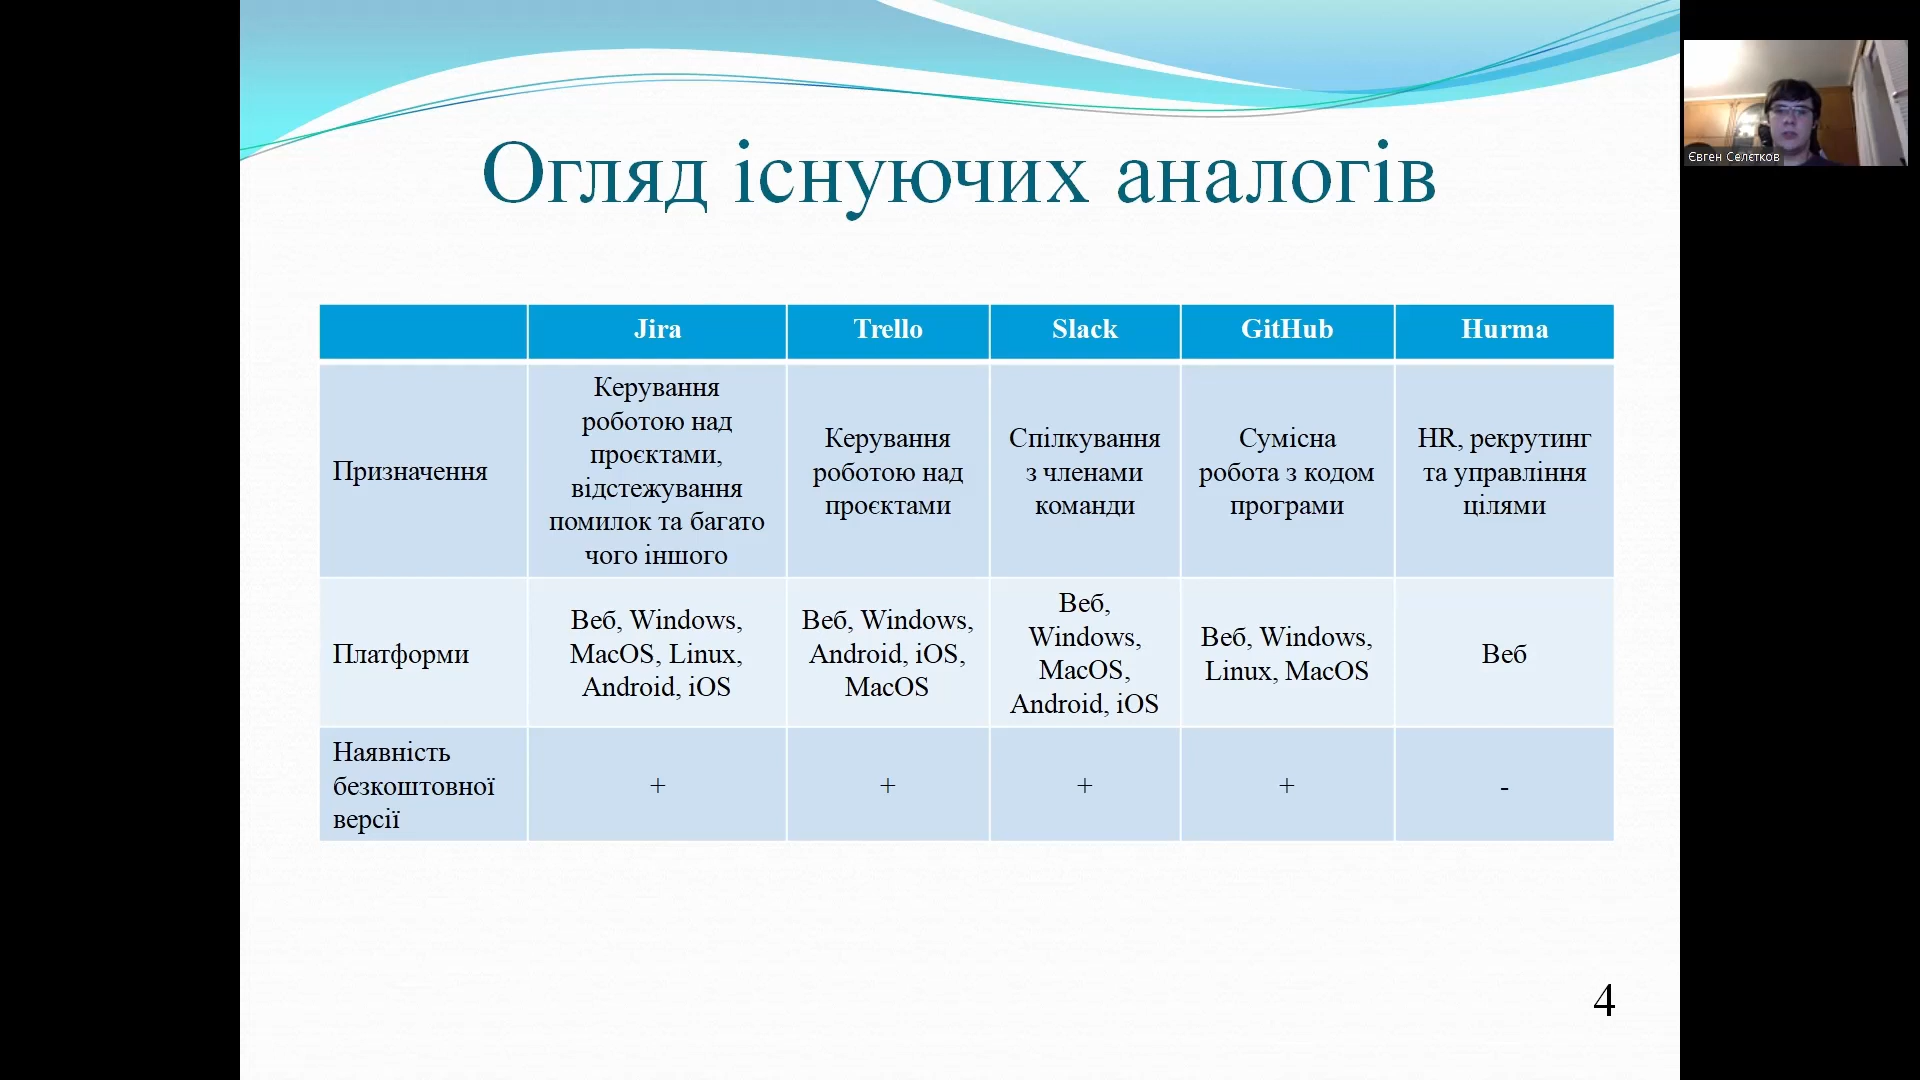 Огляд існуючих аналогів
Євген Селєтков
Jira
Trello
Slack
GitHub
Hurma
Призначення
Керування
роботою над
проєктами,
відстежування
помилок та багато
чого іншого
Керування
роботою над
проєктами
Спілкування
з членами
команди
Сумісна
робота з кодом
програми
HR, рекрутинг
та управління
цілями
Платформи
Веб, Windows,
MacOS, Linux,
Android, iOS
Веб, Windows,
Android, iOS,
MacOS
Веб,
Windows,
MacOS,
Android, iOS
Веб, Windows,
Linux, MacOS
Веб
Наявність
безкоштовної
версії
+
+
+
+
-
4